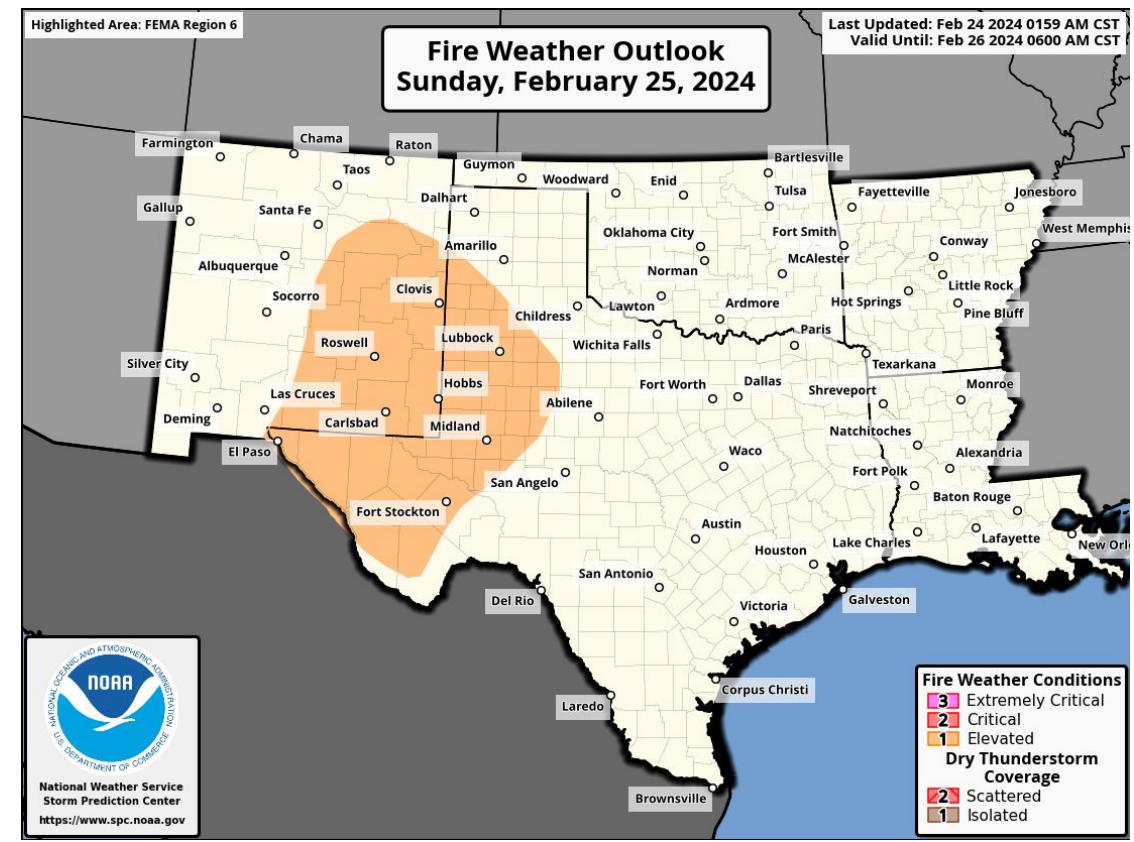 Highlighted Area: FEMA Region 6
Last Updated: Feb 24 2024 0159 AM CST
Valid Until: Feb 26 2024 0600 AM CST
Fire Weather Outlook
Sunday, February 25, 2024
Farmington
Chama
Raton
Taos
Guymon
Woodward
Enid
Bartlesville
Tulsa
Fayetteville
Jonesboro
Gallup
Santa Fe
Dalhart
West Memphis
Oklahoma City
Fort Smith
Conway
Amarillo
Albuquerque
Norman
McAlester
Little Rock
Socorro
Clovis
Childress
Lawton
Ardmore
Hot Springs
Pine Bluff
Roswell
Lubbock
Wichita Falls
Paris
Texarkana
Silver City
Las Cruces
Hobbs
Fort Worth
Dallas
Shreveport
Monroe
Deming
Carlsbad
Midland
Abilene
Natchitoches
El Paso
Waco
Alexandria
San Angelo
Fort Polk
Fort Stockton
Baton Rouge
Austin
Houston
Lake Charles
Lafayette
New Orl
San Antonio
Del Rio
Victoria
Galveston
Laredo
Corpus Christi
Brownsville
NATIONAL OCEANIC AND ATMOSPHERIC ADMINISTRATION
NOAA
U.S. DEPARTMENT OF COMMERCE
National Weather Service
Storm Prediction Center
https://www.spc.noaa.gov
Fire Weather Conditions
3 Extremely Critical
2 Critical
1 Elevated
Dry Thunderstorm
Coverage
2 Scattered
1 Isolated